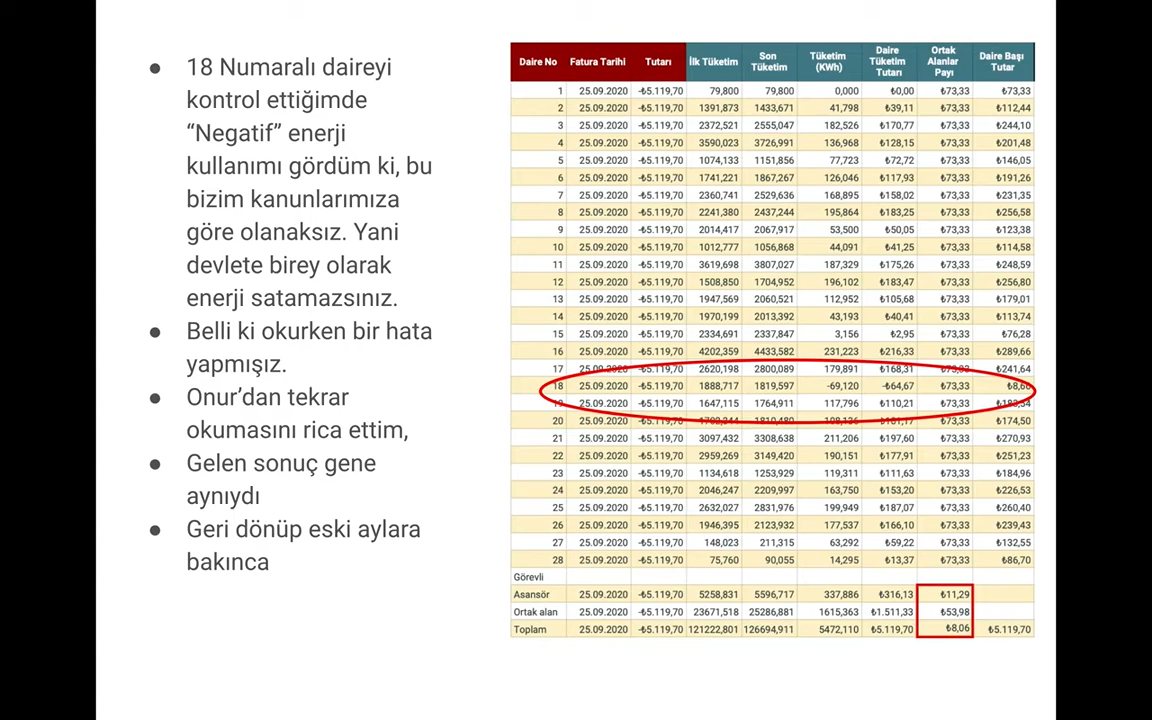 ● 18 Numaralı daireyi
kontrol ettiğimde
“Negatif” enerji
kullanımı gördüm ki, bu
bizim kanunlarımıza
göre olanaksız. Yani
devlete birey olarak
enerji satamazsınız.
● Belli ki okurken bir hata
yapmışız.
● Onur’dan tekrar
okumasını rica ettim,
● Gelen sonuç gene
aynıydı
● Geri dönüp eski aylara
bakınca
Daire No Fatura Tarihi Tutarı İlk Tüketim Son Tüketim Tüketim (KWh) Daire Tüketim Tutarı Ortak Alanlar Payı Daire Başı Tutar
1 25.09.2020 -₺5.119,70 79,800 79,800 0,000 ₺0,00 ₺73,33 ₺73,33
2 25.09.2020 -₺5.119,70 1391,873 1433,671 41,798 ₺39,11 ₺73,33 ₺112,44
3 25.09.2020 -₺5.119,70 2372,521 2555,047 182,526 ₺170,77 ₺73,33 ₺244,10
4 25.09.2020 -₺5.119,70 3590,023 3726,991 136,968 ₺128,15 ₺73,33 ₺201,48
5 25.09.2020 -₺5.119,70 1074,133 1151,856 77,723 ₺72,72 ₺73,33 ₺146,05
6 25.09.2020 -₺5.119,70 1741,221 1867,267 126,046 ₺117,93 ₺73,33 ₺191,26
7 25.09.2020 -₺5.119,70 2360,741 2529,636 168,895 ₺158,02 ₺73,33 ₺231,35
8 25.09.2020 -₺5.119,70 2241,380 2437,244 195,864 ₺183,25 ₺73,33 ₺256,58
9 25.09.2020 -₺5.119,70 2014,417 2067,917 53,500 ₺50,05 ₺73,33 ₺123,38
10 25.09.2020 -₺5.119,70 1012,777 1056,868 44,091 ₺41,25 ₺73,33 ₺114,58
11 25.09.2020 -₺5.119,70 3619,698 3807,027 187,329 ₺175,26 ₺73,33 ₺248,59
12 25.09.2020 -₺5.119,70 1508,850 1704,952 196,102 ₺183,47 ₺73,33 ₺256,80
13 25.09.2020 -₺5.119,70 1947,569 2060,521 112,952 ₺105,68 ₺73,33 ₺179,01
14 25.09.2020 -₺5.119,70 1970,199 2013,392 43,193 ₺40,41 ₺73,33 ₺113,74
15 25.09.2020 -₺5.119,70 2334,691 2337,847 3,156 ₺2,95 ₺73,33 ₺76,28
16 25.09.2020 -₺5.119,70 4202,359 4433,582 231,223 ₺216,33 ₺73,33 ₺289,66
17 25.09.2020 -₺5.119,70 2620,198 2800,089 179,891 ₺168,31 ₺73,33 ₺241,64
18 25.09.2020 -₺5.119,70 1888,717 1819,597 -69,120 -₺64,67 ₺73,33 ₺8,66
19 25.09.2020 -₺5.119,70 1647,115 1764,911 117,796 ₺110,21 ₺73,33 ₺183,54
20 25.09.2020 -₺5.119,70 1702,344 1810,480 108,136 ₺101,17 ₺73,33 ₺174,50
21 25.09.2020 -₺5.119,70 3097,432 3308,638 211,206 ₺197,60 ₺73,33 ₺270,93
22 25.09.2020 -₺5.119,70 2959,269 3149,420 190,151 ₺177,91 ₺73,33 ₺251,23
23 25.09.2020 -₺5.119,70 1134,618 1253,929 119,311 ₺111,63 ₺73,33 ₺184,96
24 25.09.2020 -₺5.119,70 2046,247 2209,997 163,750 ₺153,20 ₺73,33 ₺226,53
25 25.09.2020 -₺5.119,70 2632,027 2831,976 199,949 ₺187,07 ₺73,33 ₺260,40
26 25.09.2020 -₺5.119,70 1946,395 2123,932 177,537 ₺166,10 ₺73,33 ₺239,43
27 25.09.2020 -₺5.119,70 148,023 211,315 63,292 ₺59,22 ₺73,33 ₺132,55
28 25.09.2020 -₺5.119,70 75,760 90,055 14,295 ₺13,37 ₺73,33 ₺86,70
Görevli
Asansör 25.09.2020 -₺5.119,70 5258,831 5596,717 337,886 ₺316,13 ₺11,29
Ortak alan 25.09.2020 -₺5.119,70 23671,518 25286,881 1615,363 ₺1.511,33 ₺53,98
Toplam 25.09.2020 -₺5.119,70 121222,801 126694,911 5472,110 ₺5.119,70 ₺8,06 ₺5.119,70